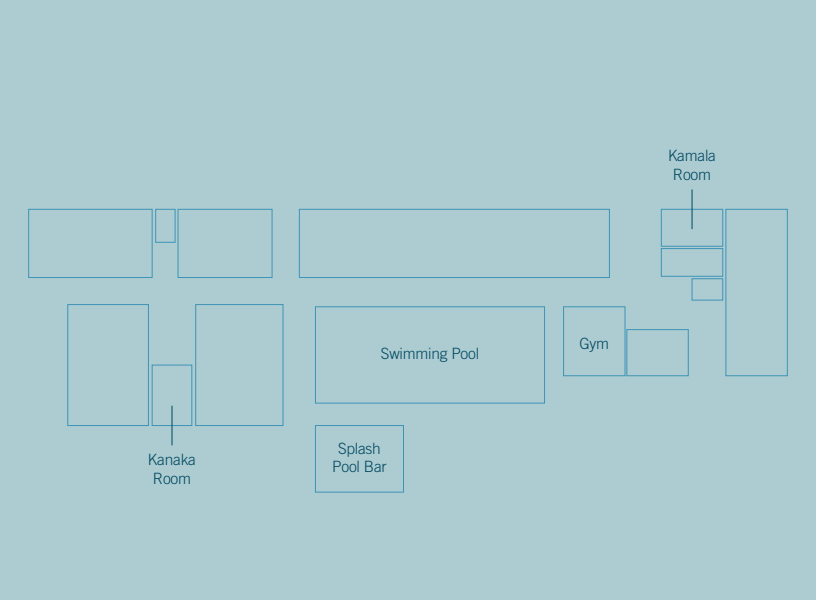 Kamala
Room
Swimming Pool
Gym
Splash
Pool Bar
Kanaka
Room